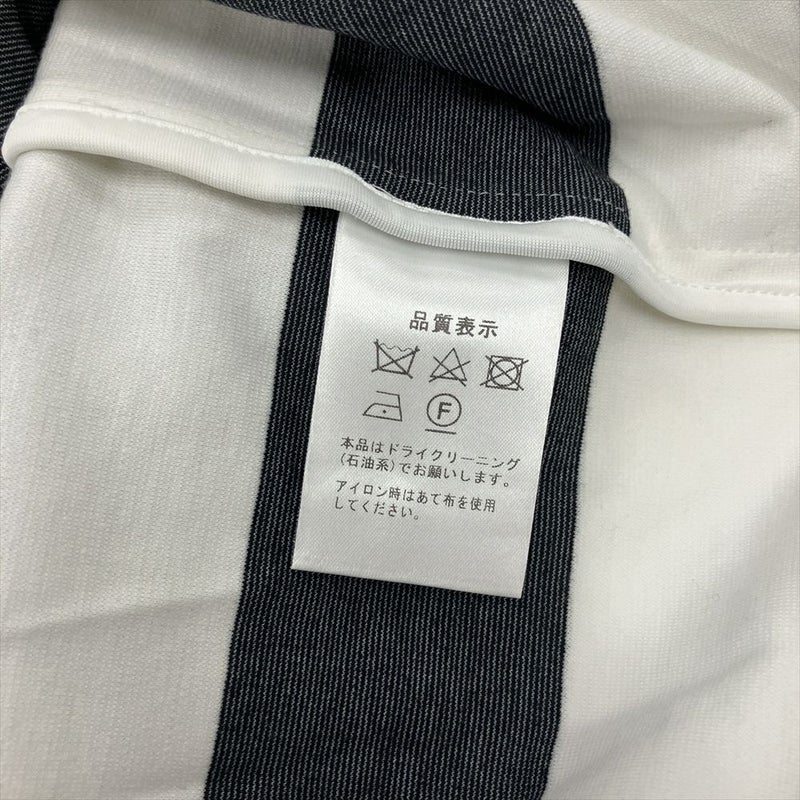 品質表示
F
本品はドライクリーニング
(石油系)でお願いします。
アイロン時はあて布を使用
してください。